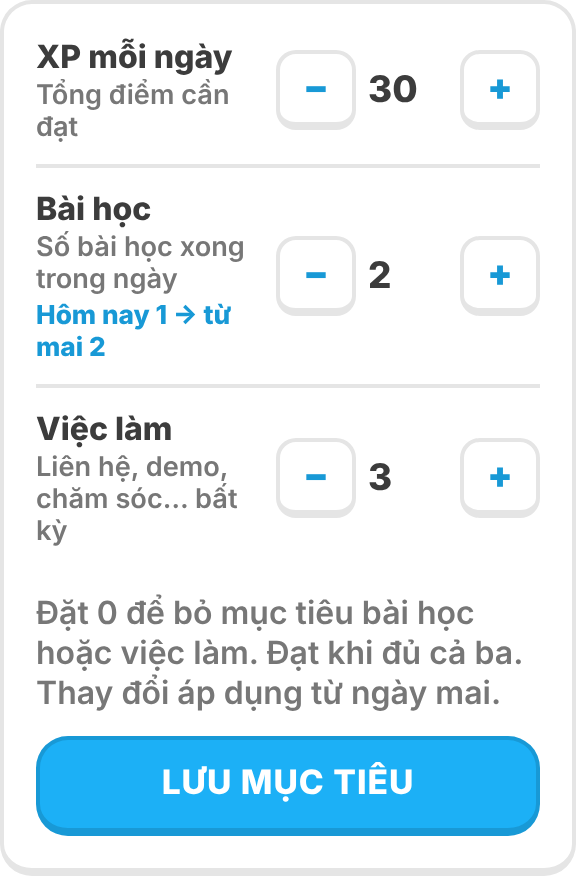 XP mỗi ngày
Tổng điểm cần
đạt
− 30 +
Bài học
Số bài học xong
trong ngày
Hôm nay 1 → từ
mai 2
− 2 +
Việc làm
Liên hệ, demo,
chăm sóc... bất
kỳ
− 3 +
Đặt 0 để bỏ mục tiêu bài học
hoặc việc làm. Đạt khi đủ cả ba.
Thay đổi áp dụng từ ngày mai.
LƯU MỤC TIÊU